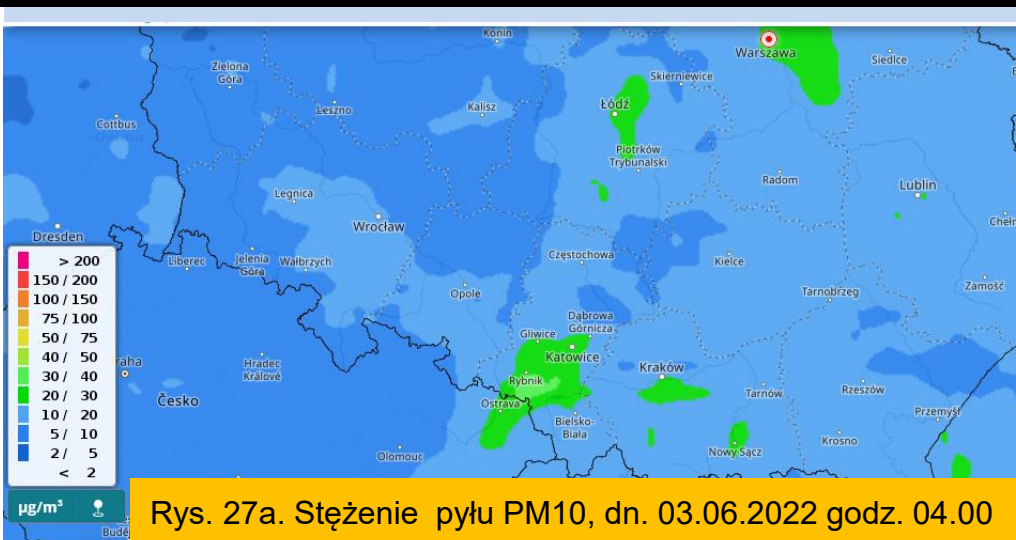 Konin
Warszawa
Siedlce
Zielona
Góra
Skierniewice
Leszno
Kalisz
Łódź
Cottbus
Piotrków
Trybunalski
Radom
Lublin
Legnica
Wrocław
Chełm
Dresden
Liberec
Jelenia
Góra
Wałbrzych
Częstochowa
Kielce
Zamość
Opole
Tarnobrzeg
Dąbrowa
Górnicza
Gliwice
Katowice
Kraków
raha
Hradec
Králové
Rybnik
Tarnów
Rzeszów
Česko
Ostrava
Przemyśl
Bielsko-
Biała
Krosno
Olomouc
Nowy Sącz
> 200
150 / 200
100 / 150
75 / 100
50 / 75
40 / 50
30 / 40
20 / 30
10 / 20
5 / 10
2 / 5
< 2
µg/m³
Budě
Rys. 27a. Stężenie pyłu PM10, dn. 03.06.2022 godz. 04.00